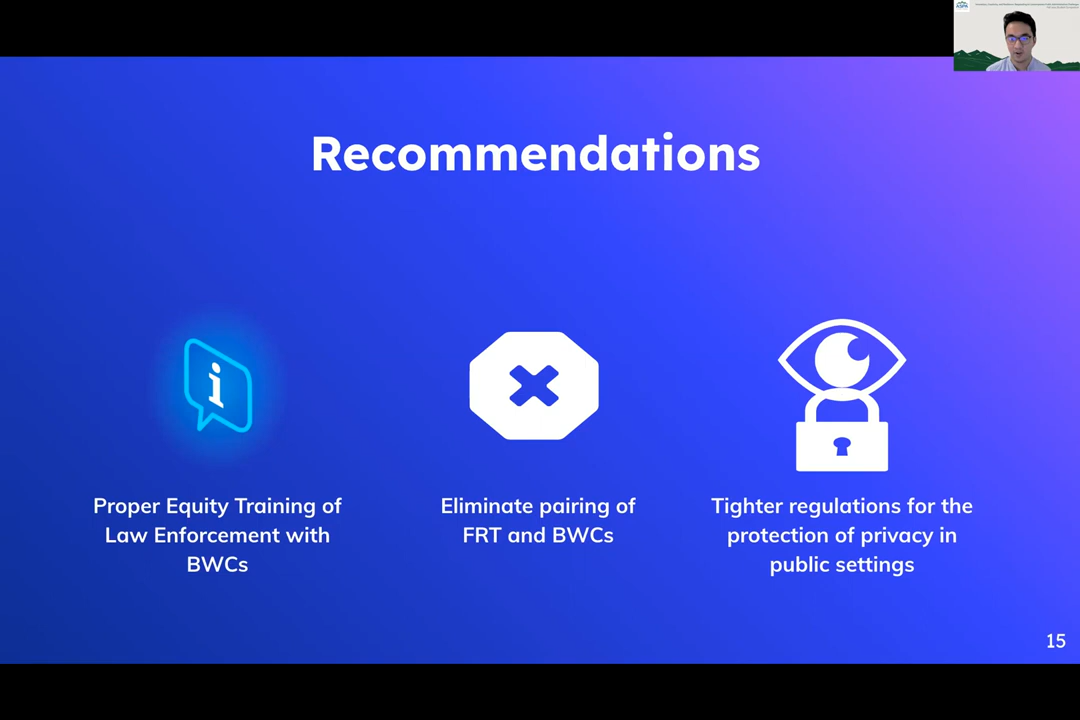 ASPA
Recommendations
i
Proper Equity Training of
Law Enforcement with
BWCs
Eliminate pairing of
FRT and BWCs
Tighter regulations for the
protection of privacy in
public settings
15